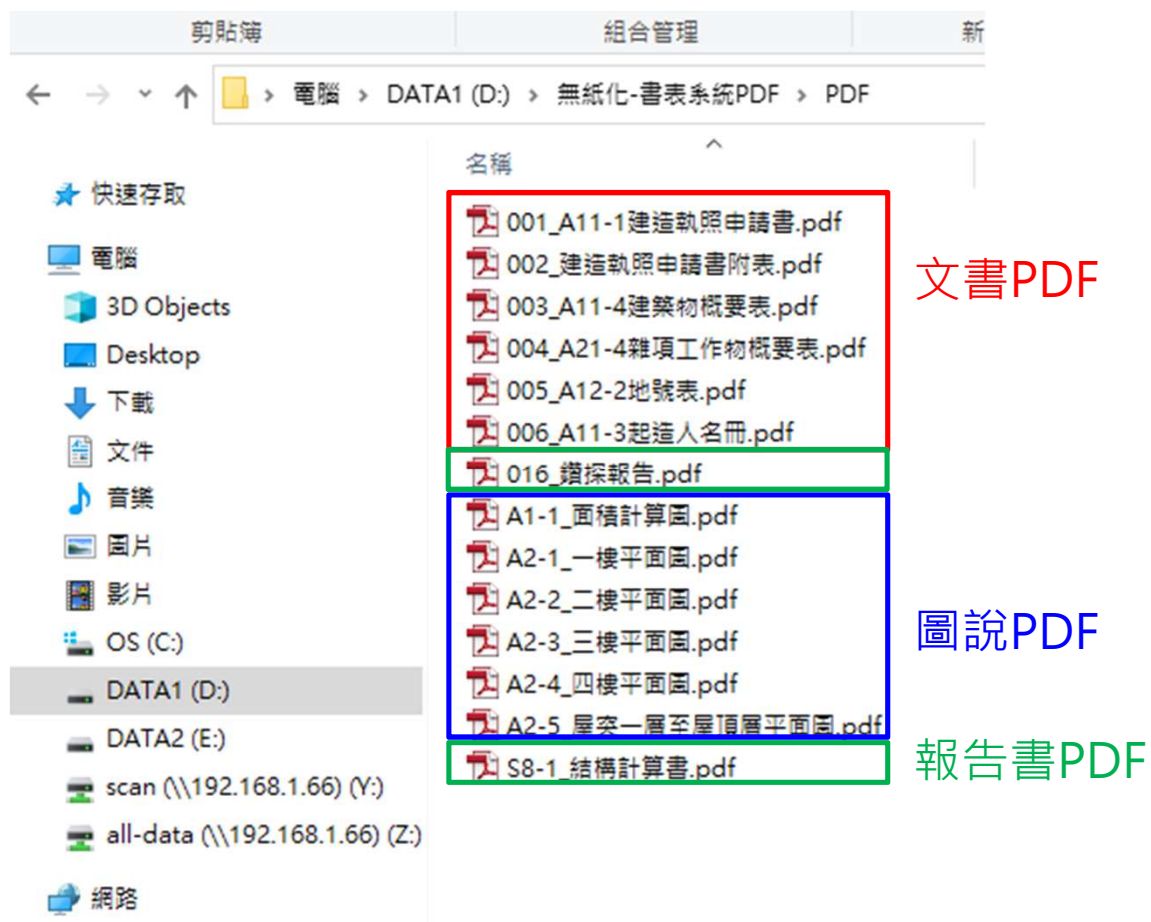 剪貼簿 組合管理 新
電腦 › DATA1 (D:) › 無紙化-書表系統PDF › PDF
名稱
快速存取
電腦
3D Objects
Desktop
下載
文件
音樂
圖片
影片
OS (C:)
DATA1 (D:)
DATA2 (E:)
scan (\\192.168.1.66) (Y:)
all-data (\\192.168.1.66) (Z:)
網路
001_A11-1建造執照申請書.pdf
002_建造執照申請書附表.pdf
003_A11-4建築物概要表.pdf
004_A21-4雜項工作物概要表.pdf
005_A12-2地號表.pdf
006_A11-3起造人名冊.pdf
016_鑽探報告.pdf
A1-1_面積計算圖.pdf
A2-1_一樓平面圖.pdf
A2-2_二樓平面圖.pdf
A2-3_三樓平面圖.pdf
A2-4_四樓平面圖.pdf
A2-5_屋突一層至屋頂層平面圖.pdf
S8-1_結構計算書.pdf
文書PDF
圖說PDF
報告書PDF